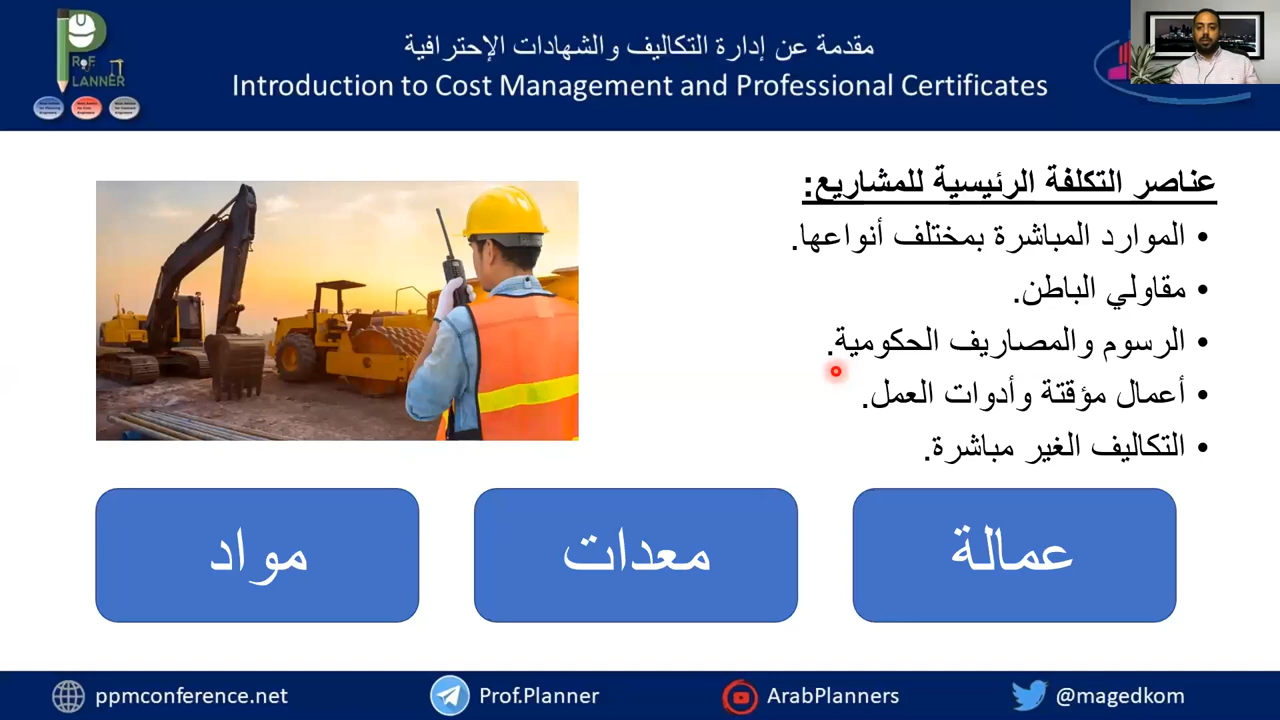 مقدمة عن إدارة التكاليف والشهادات الإحترافية
Introduction to Cost Management and Professional Certificates
P
R F
LANNER
عناصر التكلفة الرئيسية للمشاريع:
• الموارد المباشرة بمختلف أنواعها.
• مقاولي الباطن.
• الرسوم والمصاريف الحكومية.
• أعمال مؤقتة وأدوات العمل.
• التكاليف الغير مباشرة.
عمالة
معدات
مواد
ppmconference.net
Prof.Planner
ArabPlanners
@magedkom